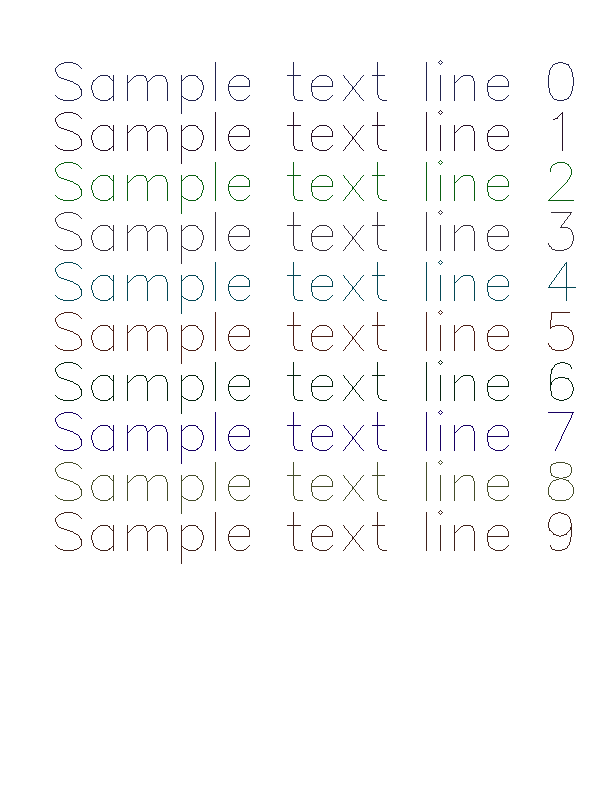 Sample text line 0
Sample text line 1
Sample text line 2
Sample text line 3
Sample text line 4
Sample text line 5
Sample text line 6
Sample text line 7
Sample text line 8
Sample text line 9